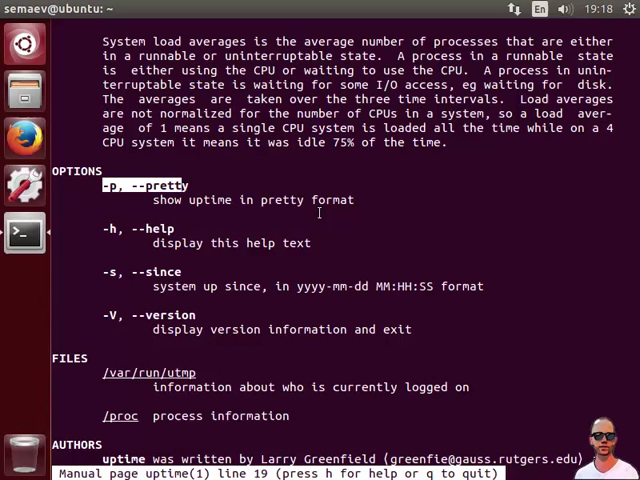 semaev@ubuntu: ~
En
19:18
System load averages is the average number of processes that are either
in a runnable or uninterruptable state.  A process in a runnable  state
is  either using the CPU or waiting to use the CPU.  A process in unin-
terruptable state is waiting for some I/O access, eg waiting for  disk.
The  averages  are  taken over the three time intervals.  Load averages
are not normalized for the number of CPUs in a system, so a load  aver-
age  of 1 means a single CPU system is loaded all the time while on a 4
CPU system it means it was idle 75% of the time.
OPTIONS
-p, --pretty
show uptime in pretty format
-h, --help
display this help text
-s, --since
system up since, in yyyy-mm-dd MM:HH:SS format
-V, --version
display version information and exit
FILES
/var/run/utmp
information about who is currently logged on
/proc  process information
AUTHORS
uptime was written by Larry Greenfield ⟨greenfie@gauss.rutgers.edu⟩
Manual page uptime(1) line 19 (press h for help or q to quit)